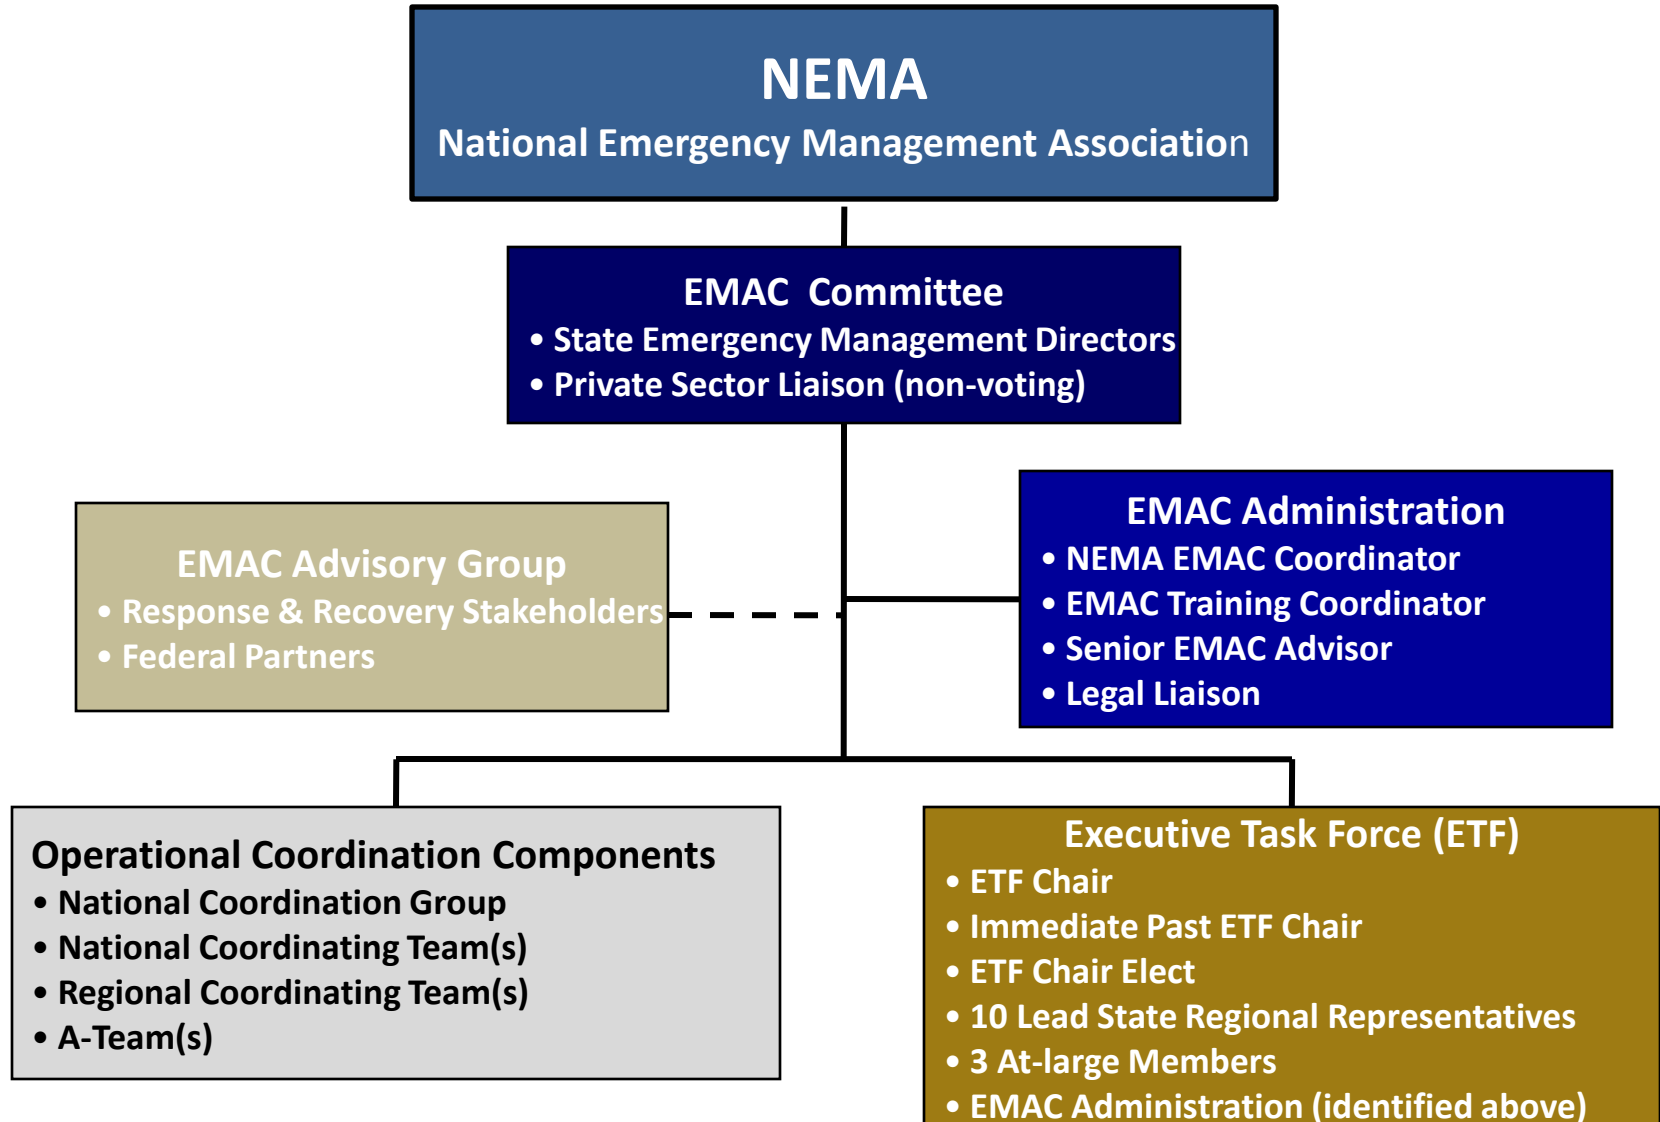 NEMA
National Emergency Management Association
EMAC Committee
• State Emergency Management Directors
• Private Sector Liaison (non-voting)
EMAC Advisory Group
• Response & Recovery Stakeholders
• Federal Partners
EMAC Administration
• NEMA EMAC Coordinator
• EMAC Training Coordinator
• Senior EMAC Advisor
• Legal Liaison
Operational Coordination Components
• National Coordination Group
• National Coordinating Team(s)
• Regional Coordinating Team(s)
• A-Team(s)
Executive Task Force (ETF)
• ETF Chair
• Immediate Past ETF Chair
• ETF Chair Elect
• 10 Lead State Regional Representatives
• 3 At-large Members
• EMAC Administration (identified above)